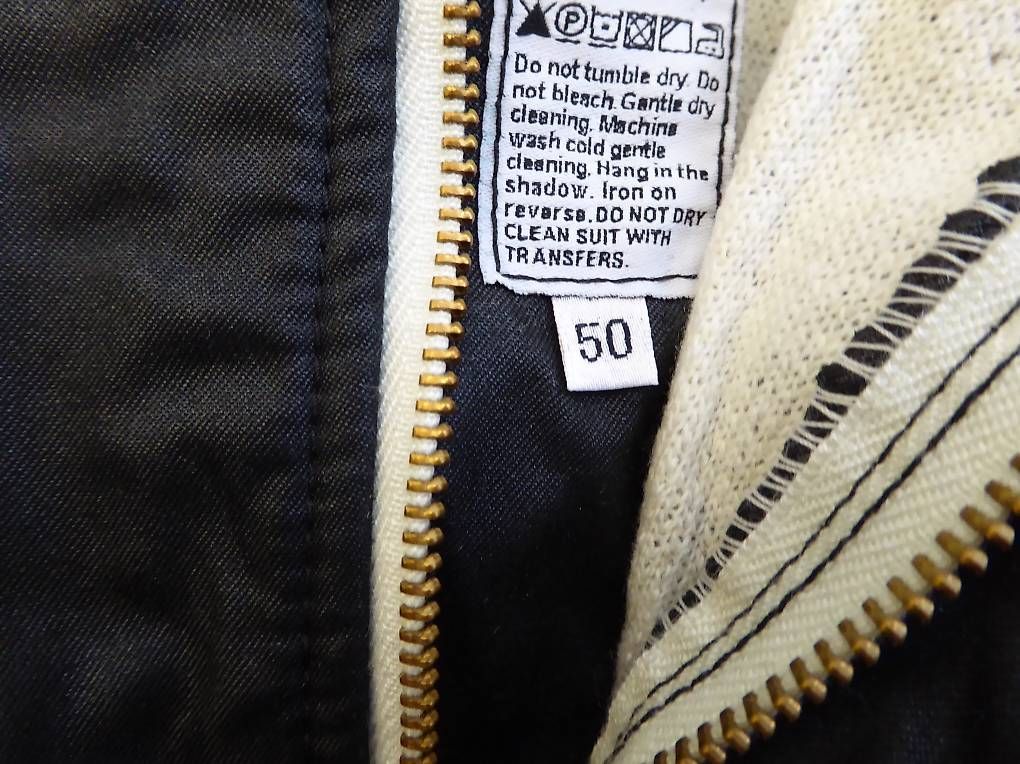 P
Do not tumble dry. Do
not bleach. Gentle dry
cleaning. Machine
wash cold gentle
cleaning. Hang in the
shadow. Iron on
reverse. DO NOT DRY
CLEAN SUIT WITH
TRANSFERS.
50